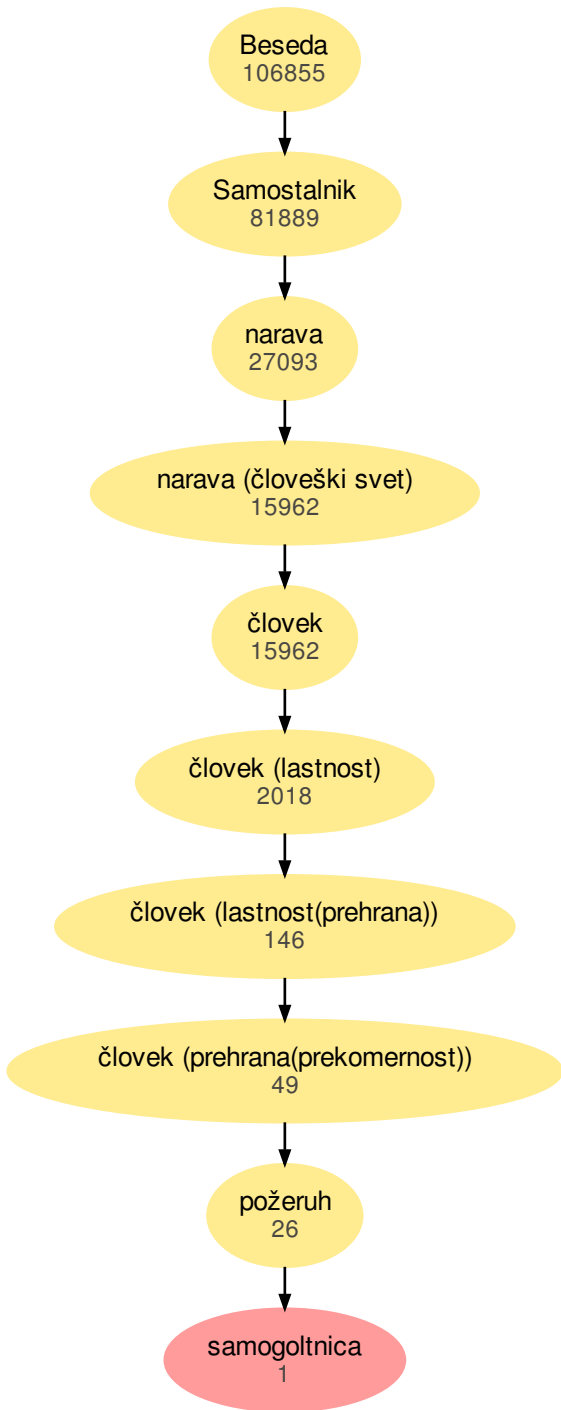 Beseda
106855
Samostalnik
81889
narava
27093
narava (človeški svet)
15962
človek
15962
človek (lastnost)
2018
človek (lastnost(prehrana))
146
človek (prehrana(prekomernost))
49
požeruh
26
samogoltnica
1